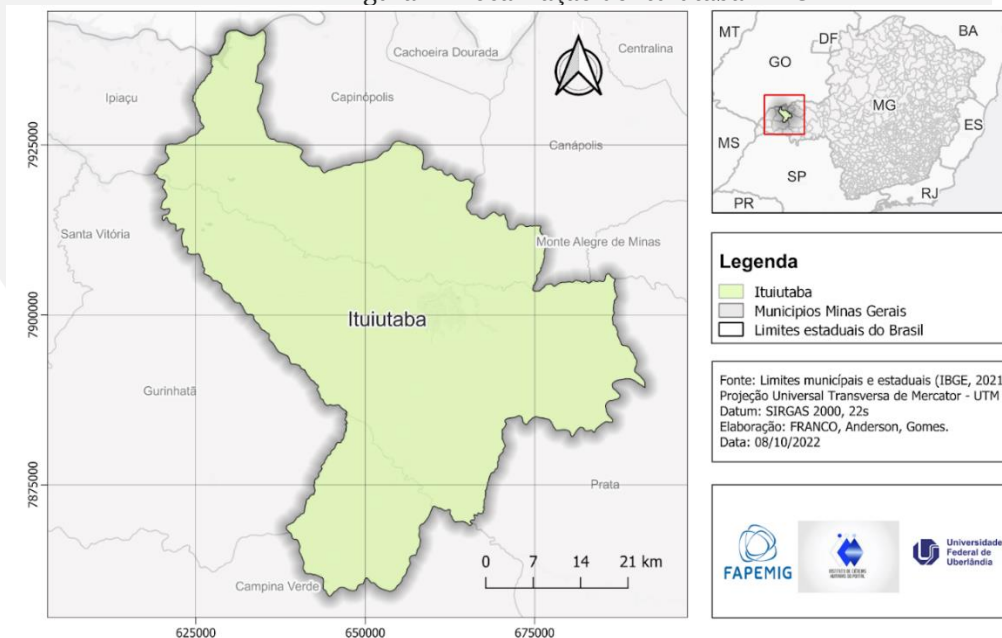 Cachoeira Dourada
Centralina
Ipiaçu
Capinópolis
Canápolis
Santa Vitória
Monte Alegre de Minas
Ituiutaba
Gurinhatã
Prata
Campina Verde
0 7 14 21 km
7925000
7900000
7875000
625000 650000 675000
MT
DF
BA
GO
MG
ES
MS
SP
RJ
PR
Legenda
Ituiutaba
Municipios Minas Gerais
Limites estaduais do Brasil
Fonte: Limites municípais e estaduais (IBGE, 2021
Projeção Universal Transversa de Mercator - UTM
Datum: SIRGAS 2000, 22s
Elaboração: FRANCO, Anderson, Gomes.
Data: 08/10/2022
FAPEMIG
Universidade
Federal de
Uberlândia